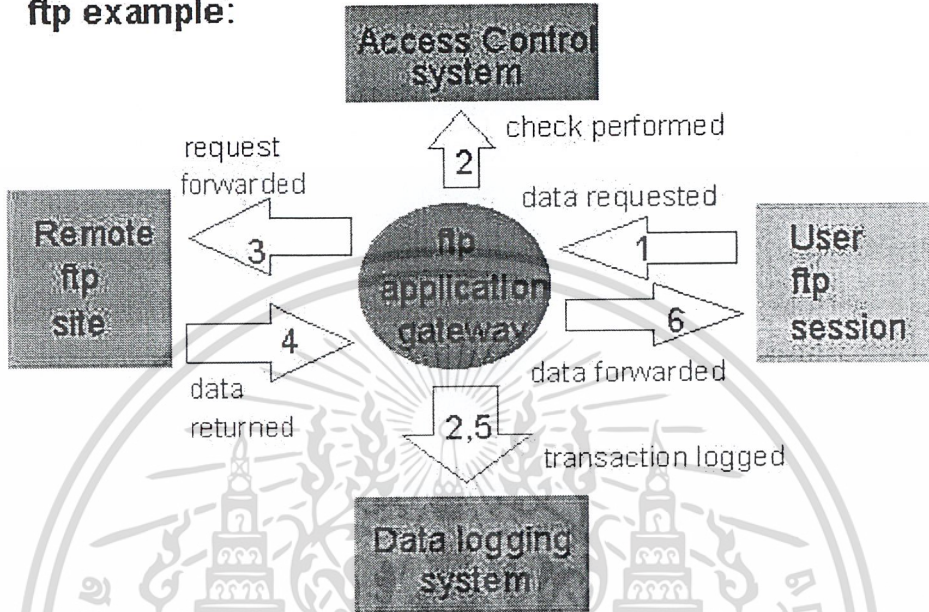 ftp example:
Access Control
system
check performed
2
request
forwarded
data requested
Remote
ftp
site
3
ftp
application
gateway
1
User
ftp
session
4
6
data
returned
data forwarded
2,5
transaction logged
Data logging
system